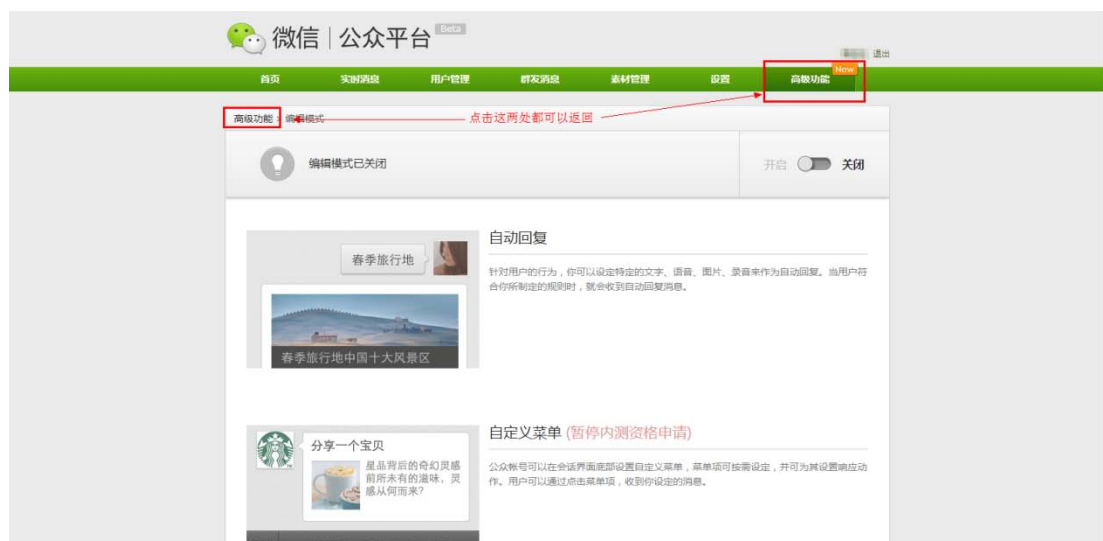 微信 | 公众平台 Beta
退出
首页 实时消息 用户管理 群发消息 素材管理 设置 高级功能 New
高级功能 > 编辑模式 点击这两处都可以返回
编辑模式已关闭
开启 关闭
自动回复
春季旅行地
针对用户的行为，你可以设定特定的文字、语音、图片、录音来作为自动回复。当用户符
合你所制定的规则时，就会收到自动回复消息。
春季旅行地中国十大风景区
自定义菜单 (暂停内测资格申请)
分享一个宝贝
星品背后的奇幻灵感
前所未有的滋味，灵
感从何而来？
公众帐号可以在会话界面底部设置自定义菜单，菜单项可按需设定，并可为其设置响应动
作。用户可以通过点击菜单项，收到你设定的消息。